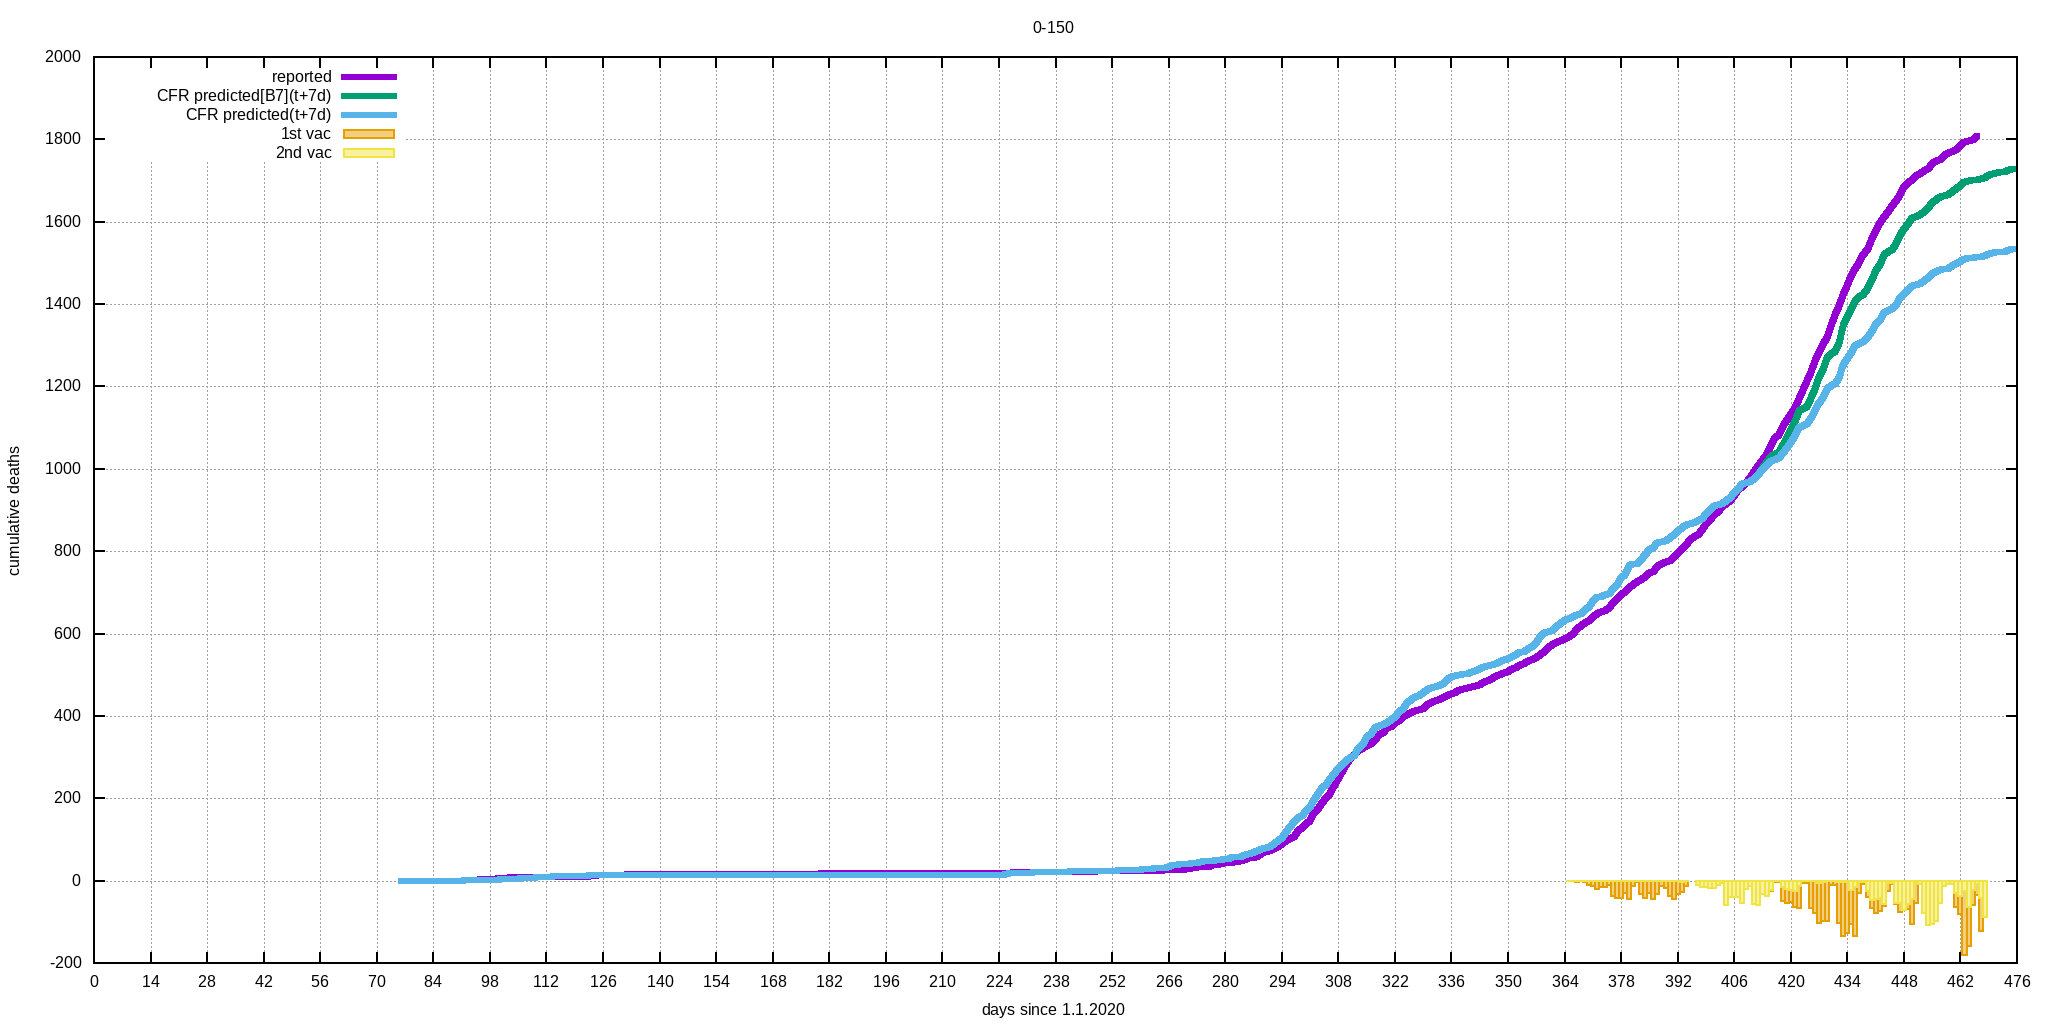 0-150
2000
1800
1600
1400
1200
1000
800
600
400
200
0
-200
cumulative deaths
reported
CFR predicted[B7](t+7d)
CFR predicted(t+7d)
1st vac
2nd vac
0 14 28 42 56 70 84 98 112 126 140 154 168 182 196 210 224 238 252 266 280 294 308 322 336 350 364 378 392 406 420 434 448 462 476
days since 1.1.2020